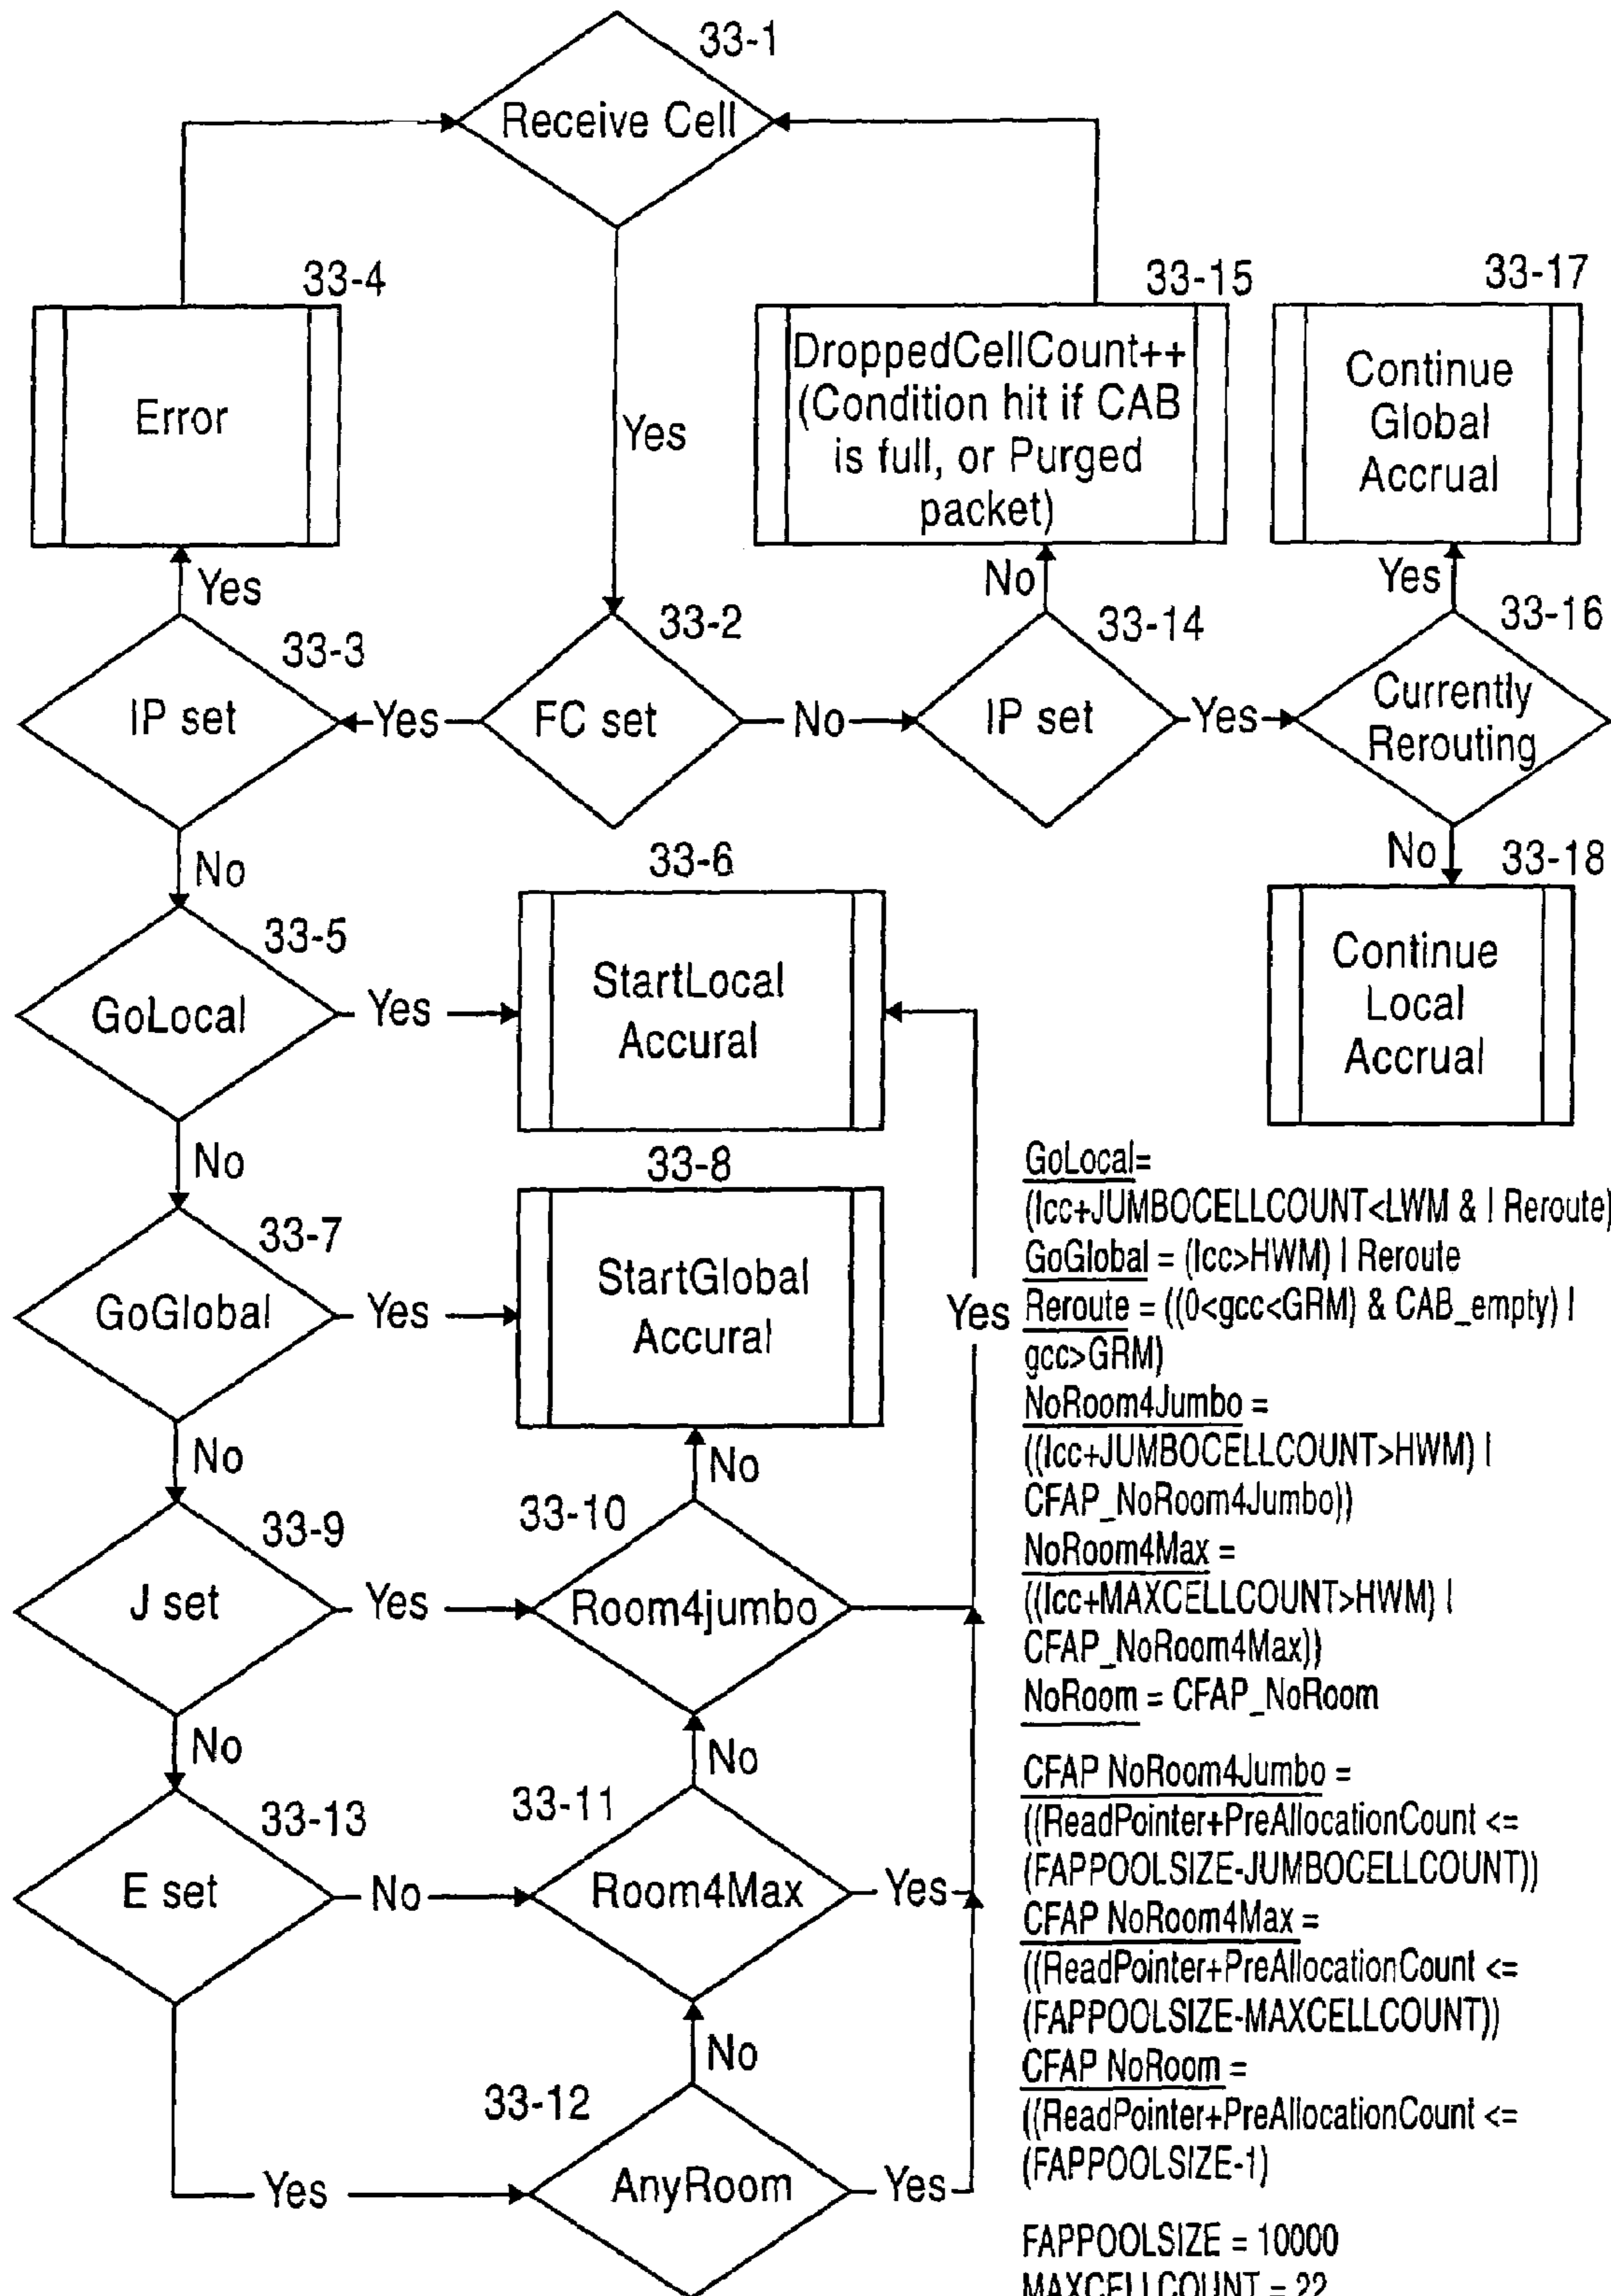 33-1
Receive Cell
33-4
Error
Yes
33-15
DroppedCellCount++
(Condition hit if CAB
is full, or Purged
packet)
33-17
Continue
Global
Accrual
Yes
No
Yes
33-3
IP set
Yes
33-2
FC set
No
33-14
IP set
Yes
33-16
Currently
Rerouting
No
No
33-18
Continue
Local
Accrual
33-5
GoLocal
Yes
33-6
StartLocal
Accural
No
33-7
GoGlobal
Yes
33-8
StartGlobal
Accural
Yes
No
No
33-9
J set
Yes
33-10
Room4jumbo
No
No
33-13
E set
No
33-11
Room4Max
Yes
No
Yes
33-12
AnyRoom
Yes
GoLocal=
(lcc+JUMBOCELLCOUNT<LWM & ! Reroute)
GoGlobal = (lcc>HWM) | Reroute
Reroute = ((0<gcc<GRM) & CAB_empty) |
gcc>GRM)
NoRoom4Jumbo =
((lcc+JUMBOCELLCOUNT>HWM) |
CFAP_NoRoom4Jumbo))
NoRoom4Max =
((lcc+MAXCELLCOUNT>HWM) |
CFAP_NoRoom4Max))
NoRoom = CFAP_NoRoom
CFAP NoRoom4Jumbo =
((ReadPointer+PreAllocationCount <=
(FAPPOOLSIZE-JUMBOCELLCOUNT))
CFAP NoRoom4Max =
((ReadPointer+PreAllocationCount <=
(FAPPOOLSIZE-MAXCELLCOUNT))
CFAP NoRoom =
((ReadPointer+PreAllocationCount <=
(FAPPOOLSIZE-1)
FAPPOOLSIZE = 10000
MAXCELLCOUNT = 22